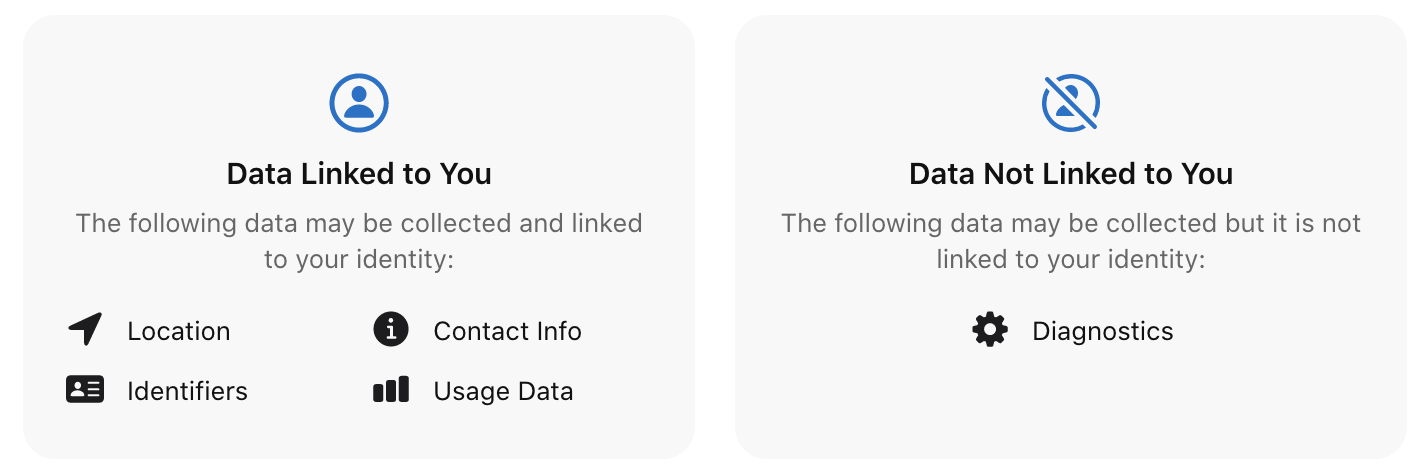 Data Linked to You
The following data may be collected and linked
to your identity:
Location
Contact Info
Identifiers
Usage Data
Data Not Linked to You
The following data may be collected but it is not
linked to your identity:
Diagnostics